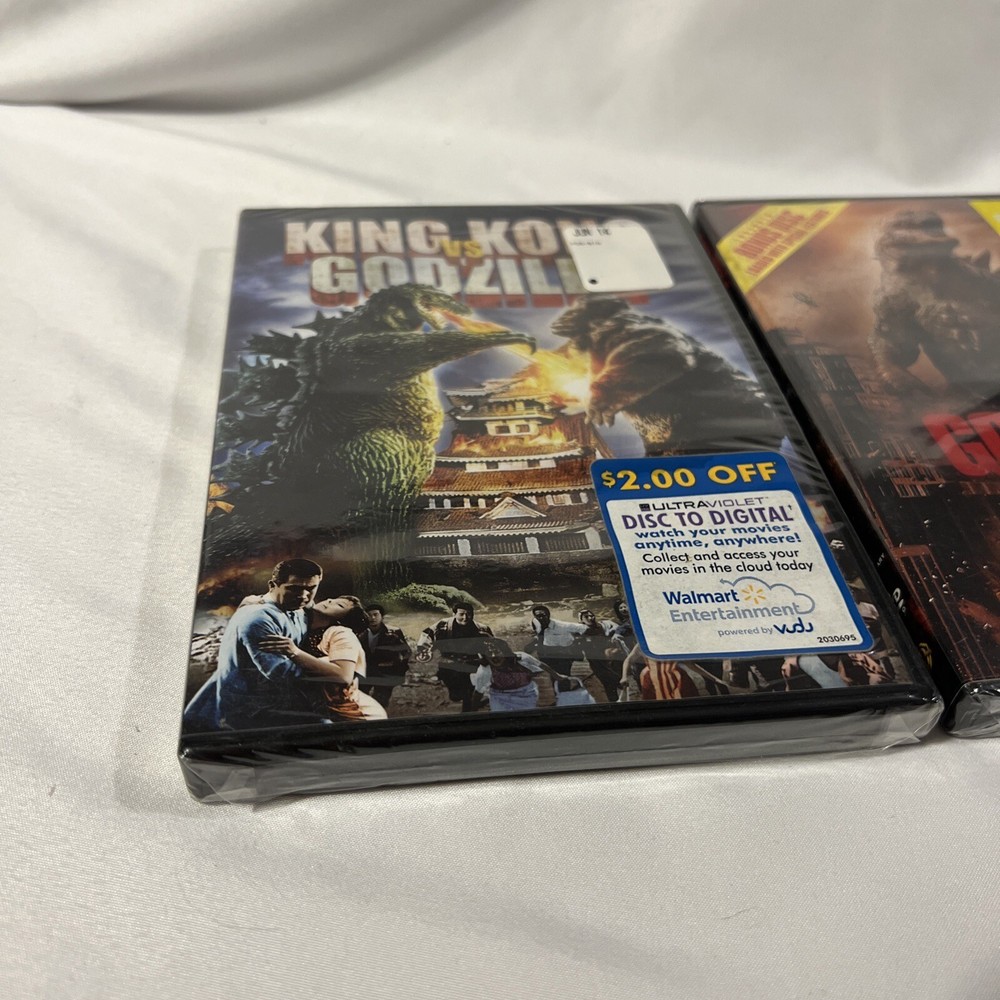 KING KO
VS
GODZILL
$2.00 OFF
ULTRAVIOLET
DISC TO DIGITAL†
watch your movies
anytime, anywhere!
Collect and access your
movies in the cloud today
Walmart
Entertainment
powered by vudu
2030695